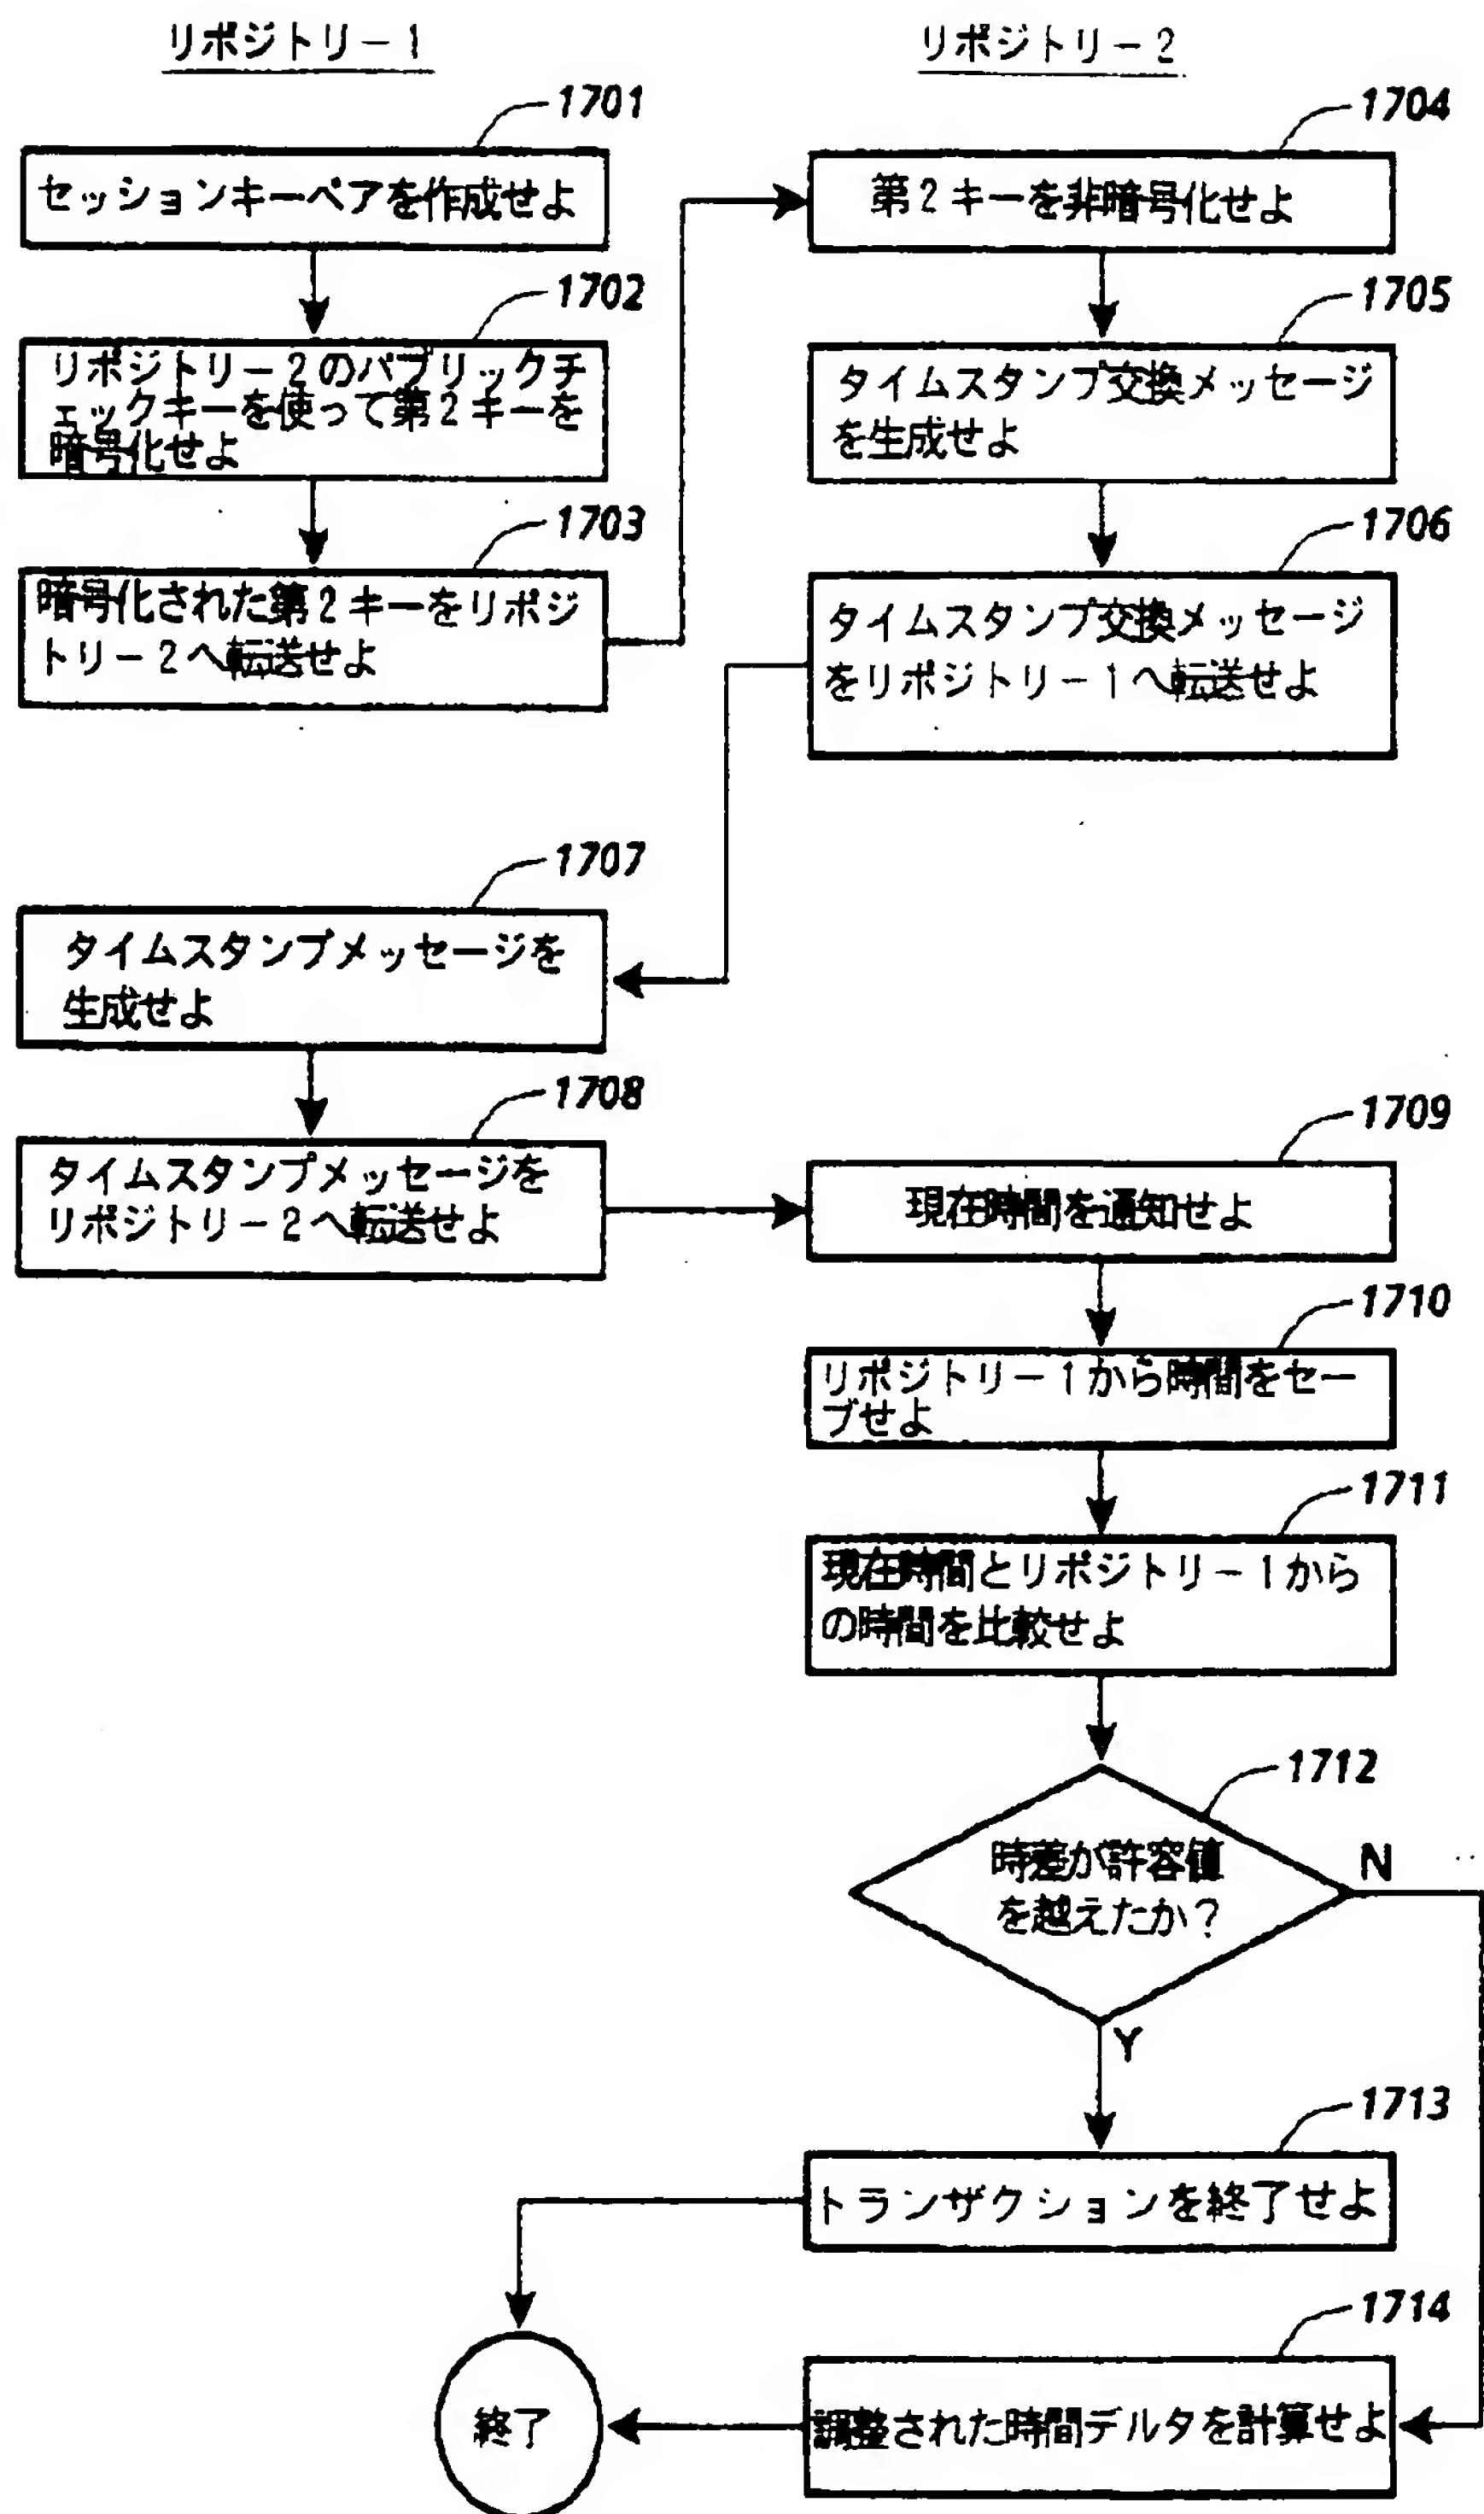 リポジトリー1
1701
セッションキーペアを作成せよ
1702
リポジトリー2のパブリックチ
ェックキーを使って第2キーを
暗号化せよ
1703
暗号化された第2キーをリポジ
トリー2へ転送せよ
リポジトリー2
1704
第2キーを非暗号化せよ
1705
タイムスタンプ交換メッセージ
を生成せよ
1706
タイムスタンプ交換メッセージ
をリポジトリー1へ転送せよ
1707
タイムスタンプメッセージを
生成せよ
1708
タイムスタンプメッセージを
リポジトリー2へ転送せよ
1709
現在時間を通知せよ
1710
リポジトリー1から時間をセー
ブせよ
1711
現在時間とリポジトリー1から
の時間を比較せよ
1712
時差が許容値
を越えたか?
N
Y
1713
トランザクションを終了せよ
1714
調整された時間デルタを計算せよ
終了